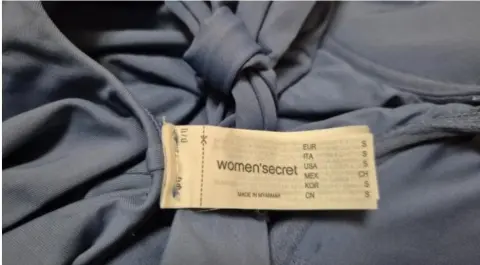 women'secret
MADE IN MYANMAR
EUR S
ITA S
USA S
MEX CH
KOR S
CN S